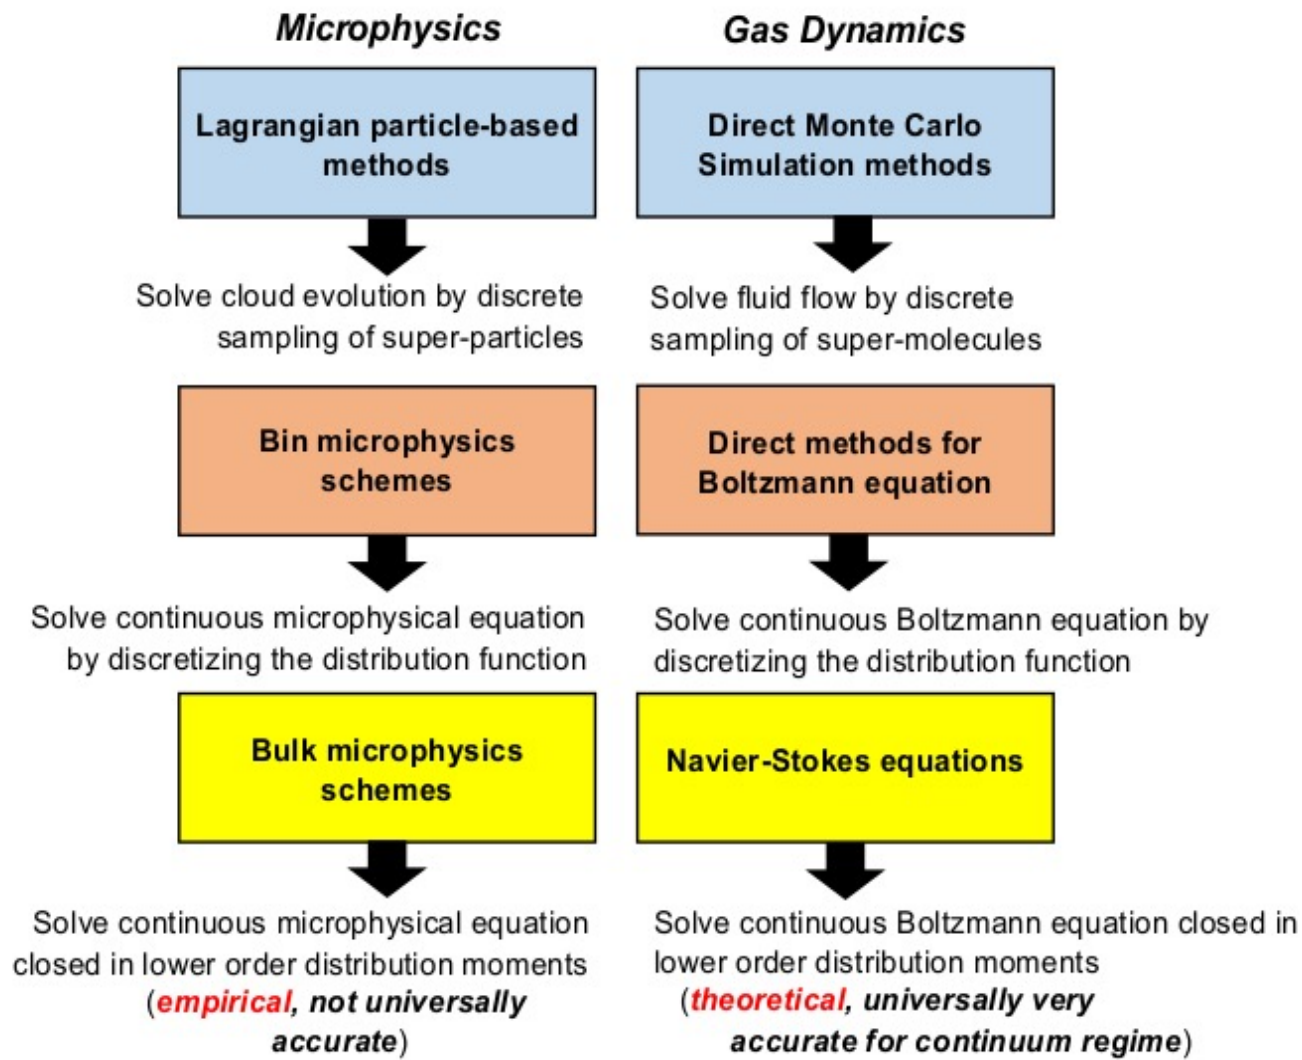 Microphysics
Lagrangian particle-based
methods
Solve cloud evolution by discrete
sampling of super-particles
Bin microphysics
schemes
Solve continuous microphysical equation
by discretizing the distribution function
Bulk microphysics
schemes
Solve continuous microphysical equation
closed in lower order distribution moments
(empirical, not universally
accurate)
Gas Dynamics
Direct Monte Carlo
Simulation methods
Solve fluid flow by discrete
sampling of super-molecules
Direct methods for
Boltzmann equation
Solve continuous Boltzmann equation by
discretizing the distribution function
Navier-Stokes equations
Solve continuous Boltzmann equation closed in
lower order distribution moments
(theoretical, universally very
accurate for continuum regime)